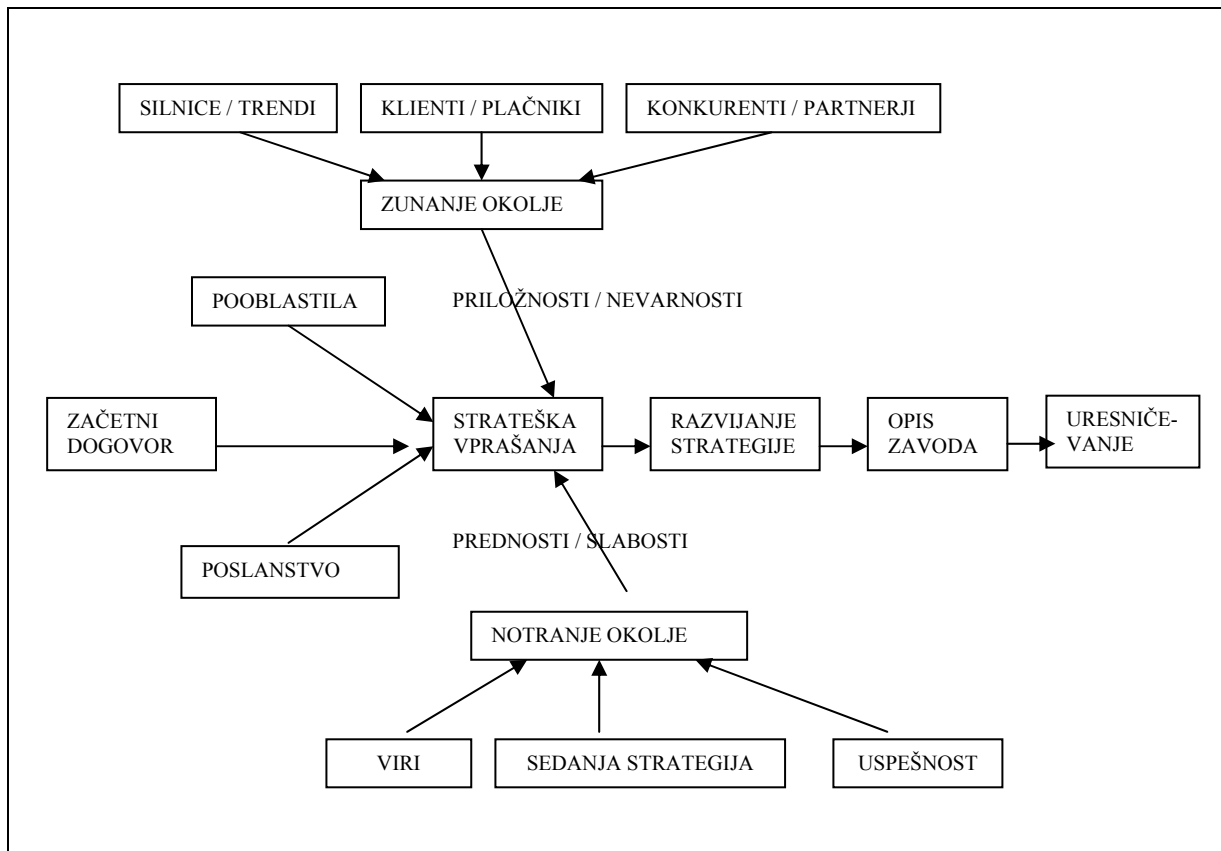 SILNICE / TRENDI
KLIENTI / PLAČNIKI
KONKURENTI / PARTNERJI
ZUNANJE OKOLJE
POOBLASTILA
PRILOŽNOSTI / NEVARNOSTI
ZAČETNI
DOGOVOR
STRATEŠKA
VPRAŠANJA
RAZVIJANJE
STRATEGIJE
OPIS
ZAVODA
URESNIČE-
VANJE
PREDNOSTI / SLABOSTI
POSLANSTVO
NOTRANJE OKOLJE
VIRI
SEDANJA STRATEGIJA
USPEŠNOST